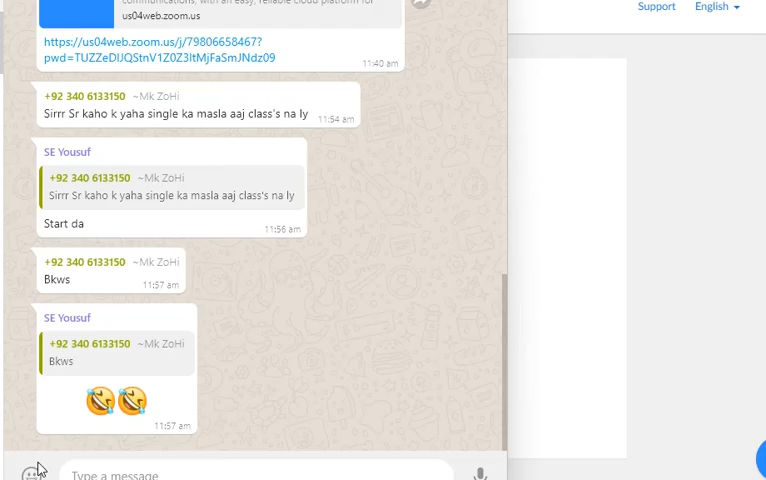 Support
English
communications, with an easy, reliable cloud platform for
us04web.zoom.us
https://us04web.zoom.us/j/79806658467?
pwd=TUZZeDlJQStnV1Z0Z3ltMjFaSmJNdz09
11:40 am
+92 340 6133150 ~Mk ZoHi
Sirrr Sr kaho k yaha single ka masla aaj class's na ly
11:54 am
SE Yousuf
+92 340 6133150 ~Mk ZoHi
Sirrr Sr kaho k yaha single ka masla aaj class's na ly
Start da
11:56 am
+92 340 6133150 ~Mk ZoHi
Bkws
11:57 am
SE Yousuf
+92 340 6133150 ~Mk ZoHi
Bkws
🤣🤣
11:57 am
Type a message